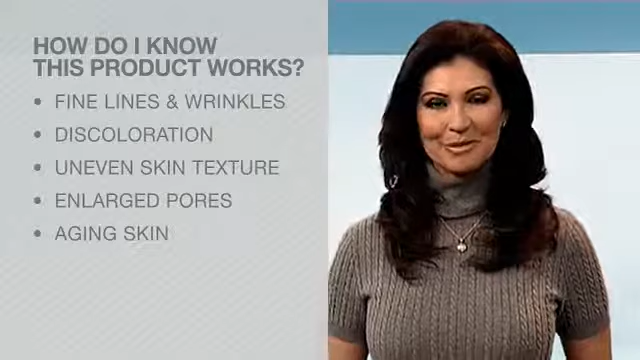 HOW DO I KNOW
THIS PRODUCT WORKS?
• FINE LINES & WRINKLES
• DISCOLORATION
• UNEVEN SKIN TEXTURE
• ENLARGED PORES
• AGING SKIN